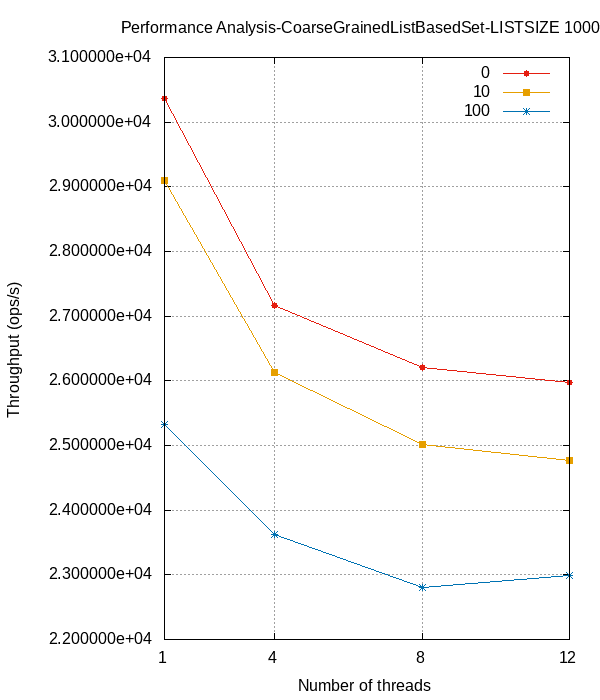 Performance Analysis-CoarseGrainedListBasedSet-LISTSIZE 1000
3.100000e+04
3.000000e+04
2.900000e+04
2.800000e+04
2.700000e+04
2.600000e+04
2.500000e+04
2.400000e+04
2.300000e+04
2.200000e+04
Throughput (ops/s)
0
10
100
1 4 8 12
Number of threads